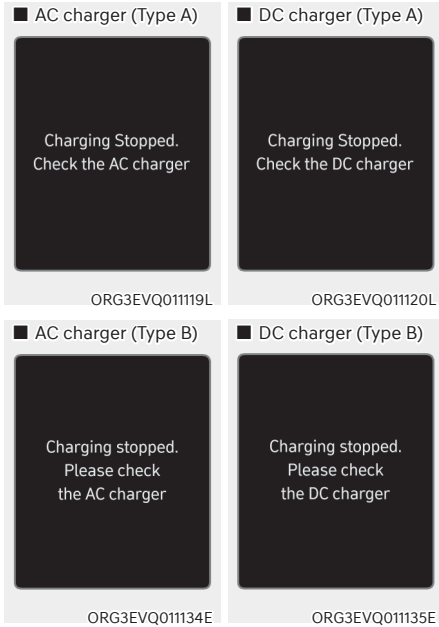 ■ AC charger (Type A)
Charging Stopped.
Check the AC charger
ORG3EVQ011119L
■ DC charger (Type A)
Charging Stopped.
Check the DC charger
ORG3EVQ011120L
■ AC charger (Type B)
Charging stopped.
Please check
the AC charger
ORG3EVQ011134E
■ DC charger (Type B)
Charging stopped.
Please check
the DC charger
ORG3EVQ011135E